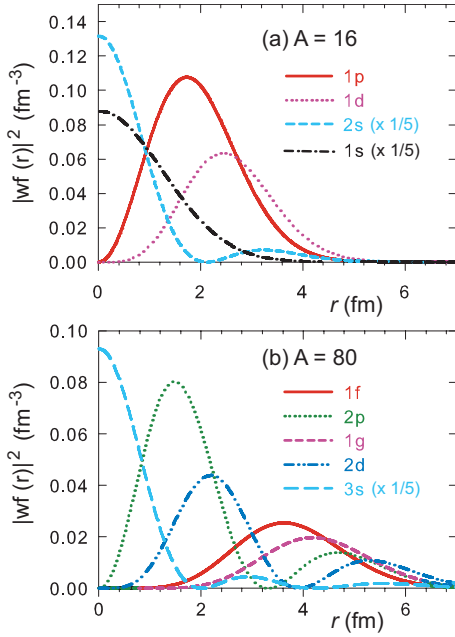 (a) A = 16
1p
1d
2s (x 1/5)
1s (x 1/5)
|wf (r)|² (fm⁻³)
0.14
0.12
0.10
0.08
0.06
0.04
0.02
0.00
0 2 4 6
r (fm)
(b) A = 80
1f
2p
1g
2d
3s (x 1/5)
|wf (r)|² (fm⁻³)
0.10
0.08
0.06
0.04
0.02
0.00
0 2 4 6
r (fm)